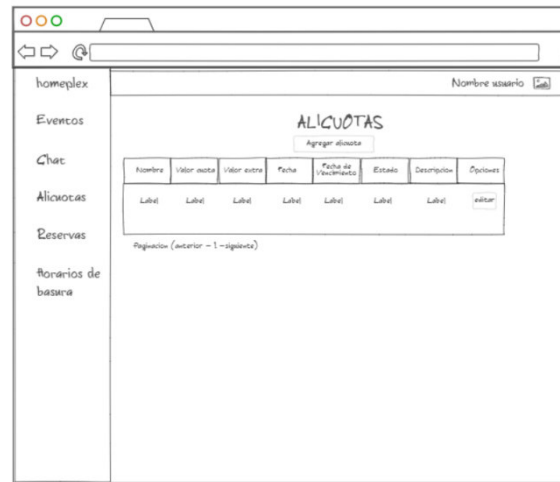 homeplex
Nombre usuario
Eventos
Chat
Alicuotas
Reservas
Horarios de
basura
ALICUOTAS
Agregar alicuota
Nombre
Valor cuota
Valor extra
Fecha
Fecha de
Vencimiento
Estado
Descripcion
Opciones
Label
Label
Label
Label
Label
Label
Label
editar
Paginacion (anterior - 1 - siguiente)